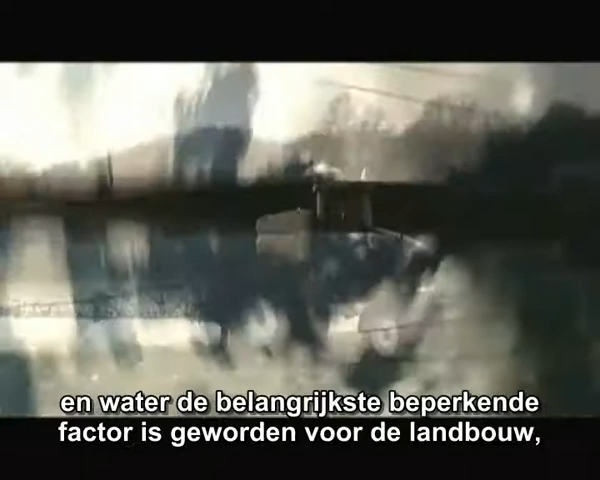 en water de belangrijkste beperkende
factor is geworden voor de landbouw,